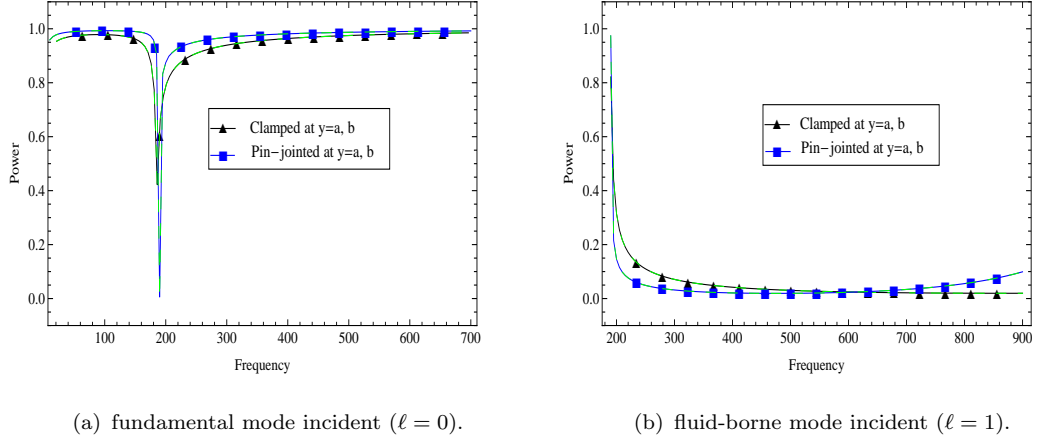 1.0
0.8
0.6
0.4
0.2
0.0
Power
Clamped at y=a, b
Pin-jointed at y=a, b
100 200 300 400 500 600 700
Frequency
(a) fundamental mode incident (ℓ = 0).
1.0
0.8
0.6
0.4
0.2
0.0
Power
Clamped at y=a, b
Pin-jointed at y=a, b
200 300 400 500 600 700 800 900
Frequency
(b) fluid-borne mode incident (ℓ = 1).